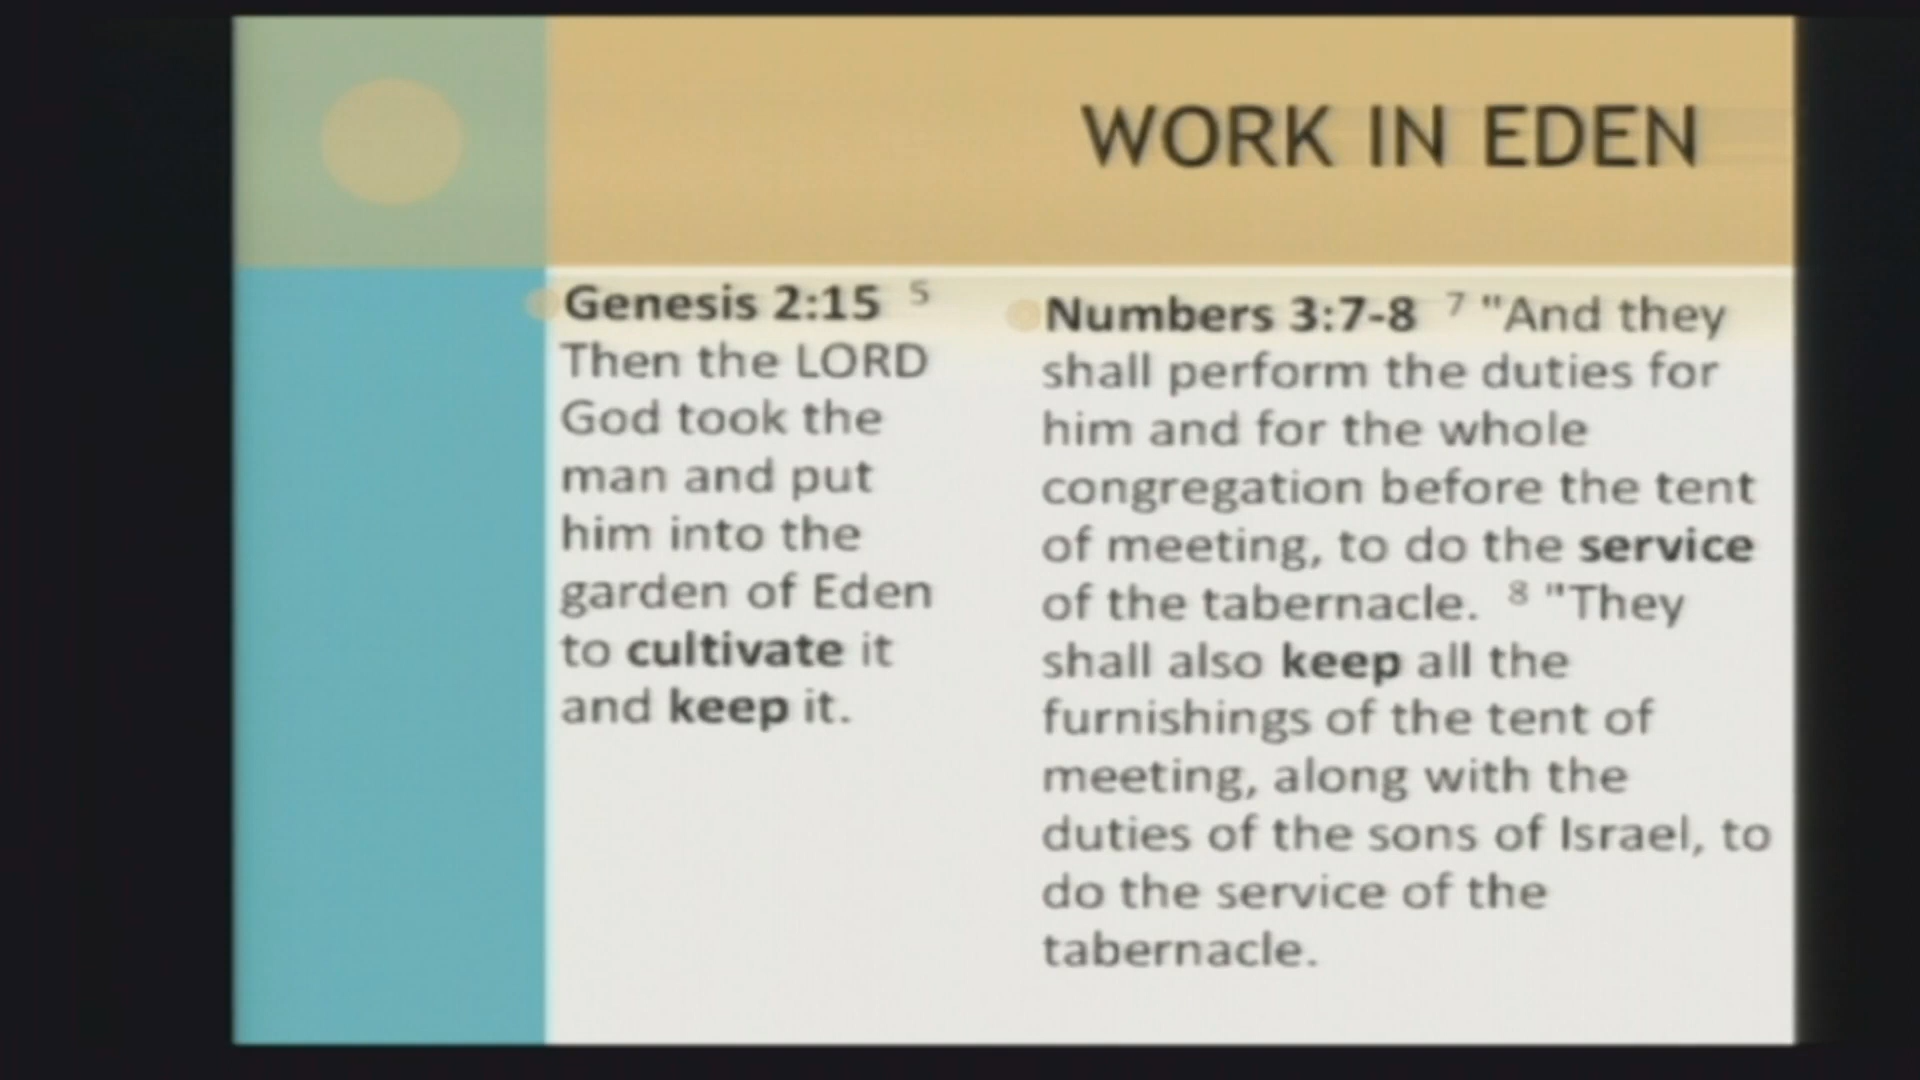 WORK IN EDEN
Genesis 2:15 5
Then the LORD
God took the
man and put
him into the
garden of Eden
to cultivate it
and keep it.
Numbers 3:7-8 7 "And they
shall perform the duties for
him and for the whole
congregation before the tent
of meeting, to do the service
of the tabernacle. 8 "They
shall also keep all the
furnishings of the tent of
meeting, along with the
duties of the sons of Israel, to
do the service of the
tabernacle.